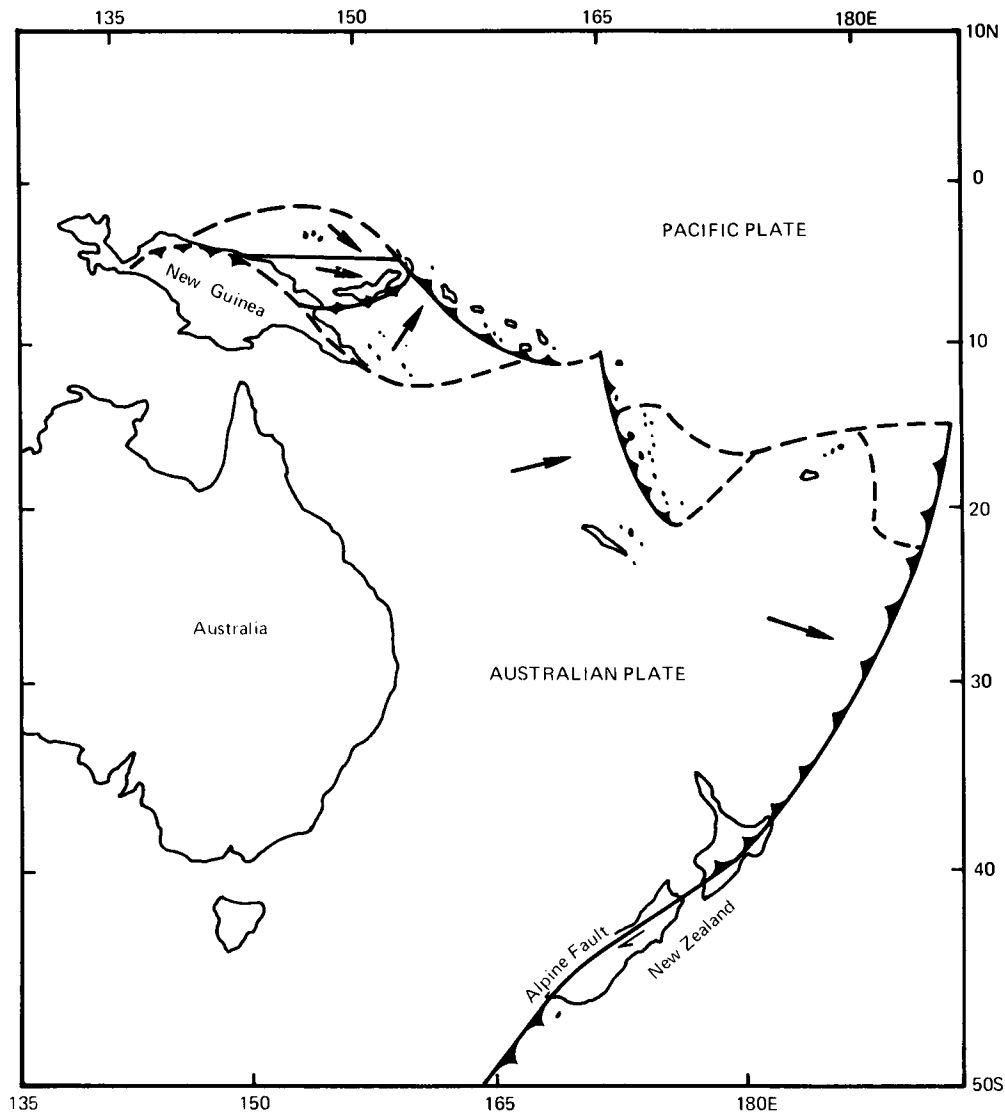 135 150 165 180E
10N
0
PACIFIC PLATE
New Guinea
10
20
Australia
AUSTRALIAN PLATE
30
40
Alpine Fault
New Zealand
50S
135 150 165 180E